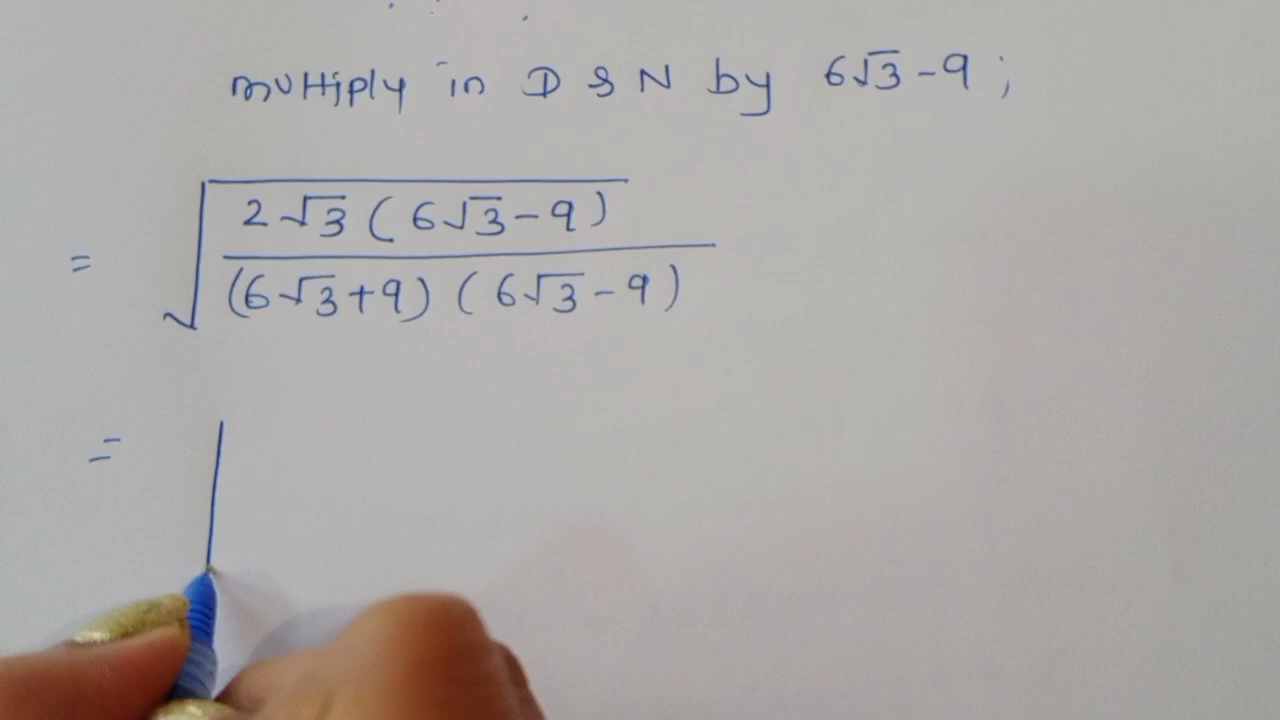 multiply in D & N by 6√3-9;
= √(2√3(6√3-9)/(6√3+9)(6√3-9))
=